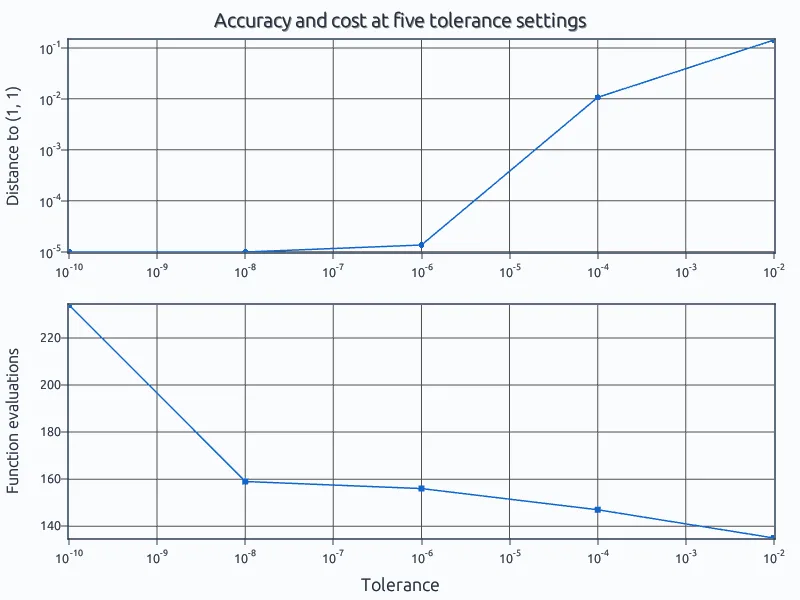 Accuracy and cost at five tolerance settings
Distance to (1, 1)
10⁻¹
10⁻²
10⁻³
10⁻⁴
10⁻⁵
10⁻¹⁰ 10⁻⁹ 10⁻⁸ 10⁻⁷ 10⁻⁶ 10⁻⁵ 10⁻⁴ 10⁻³ 10⁻²
Function evaluations
220
200
180
160
140
10⁻¹⁰ 10⁻⁹ 10⁻⁸ 10⁻⁷ 10⁻⁶ 10⁻⁵ 10⁻⁴ 10⁻³ 10⁻²
Tolerance